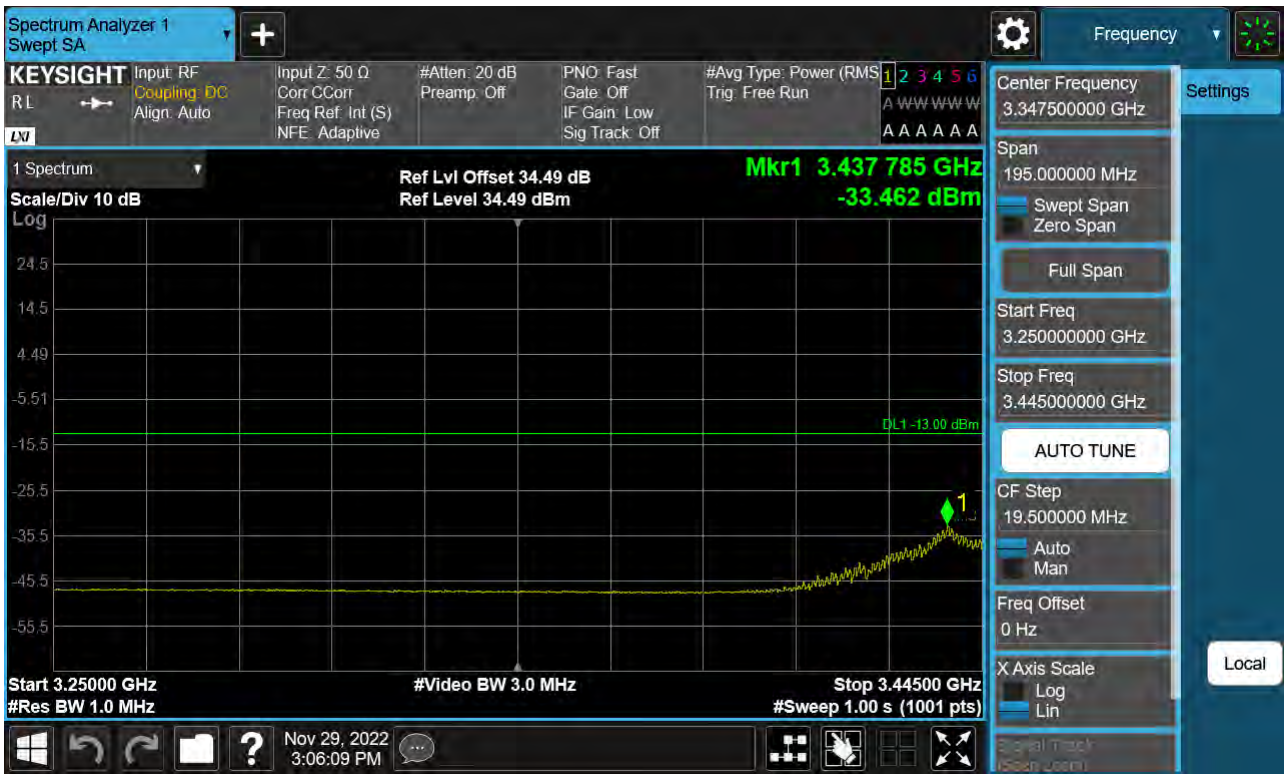 Spectrum Analyzer 1
Swept SA
+
Frequency
KEYSIGHT
R L
LXI
Input: RF
Coupling: DC
Align: Auto
Input Z: 50 Ω
Corr CCorr
Freq Ref: Int (S)
NFE: Adaptive
#Atten: 20 dB
Preamp: Off
PNO: Fast
Gate: Off
IF Gain: Low
Sig Track: Off
#Avg Type: Power (RMS
Trig: Free Run
1 2 3 4 5 6
A W W W W W
A A A A A A
1 Spectrum
Scale/Div 10 dB
Log
Ref Lvl Offset 34.49 dB
Ref Level 34.49 dBm
Mkr1 3.437 785 GHz
-33.462 dBm
24.5
14.5
4.49
-5.51
DL1 -13.00 dBm
-15.5
-25.5
1
-35.5
-45.5
-55.5
Start 3.25000 GHz
#Video BW 3.0 MHz
Stop 3.44500 GHz
#Res BW 1.0 MHz
#Sweep 1.00 s (1001 pts)
Center Frequency
3.347500000 GHz
Settings
Span
195.000000 MHz
Swept Span
Zero Span
Full Span
Start Freq
3.250000000 GHz
Stop Freq
3.445000000 GHz
AUTO TUNE
CF Step
19.500000 MHz
Auto
Man
Freq Offset
0 Hz
X Axis Scale
Log
Lin
Local
Signal Track
(Span Zoom)
?
Nov 29, 2022
3:06:09 PM